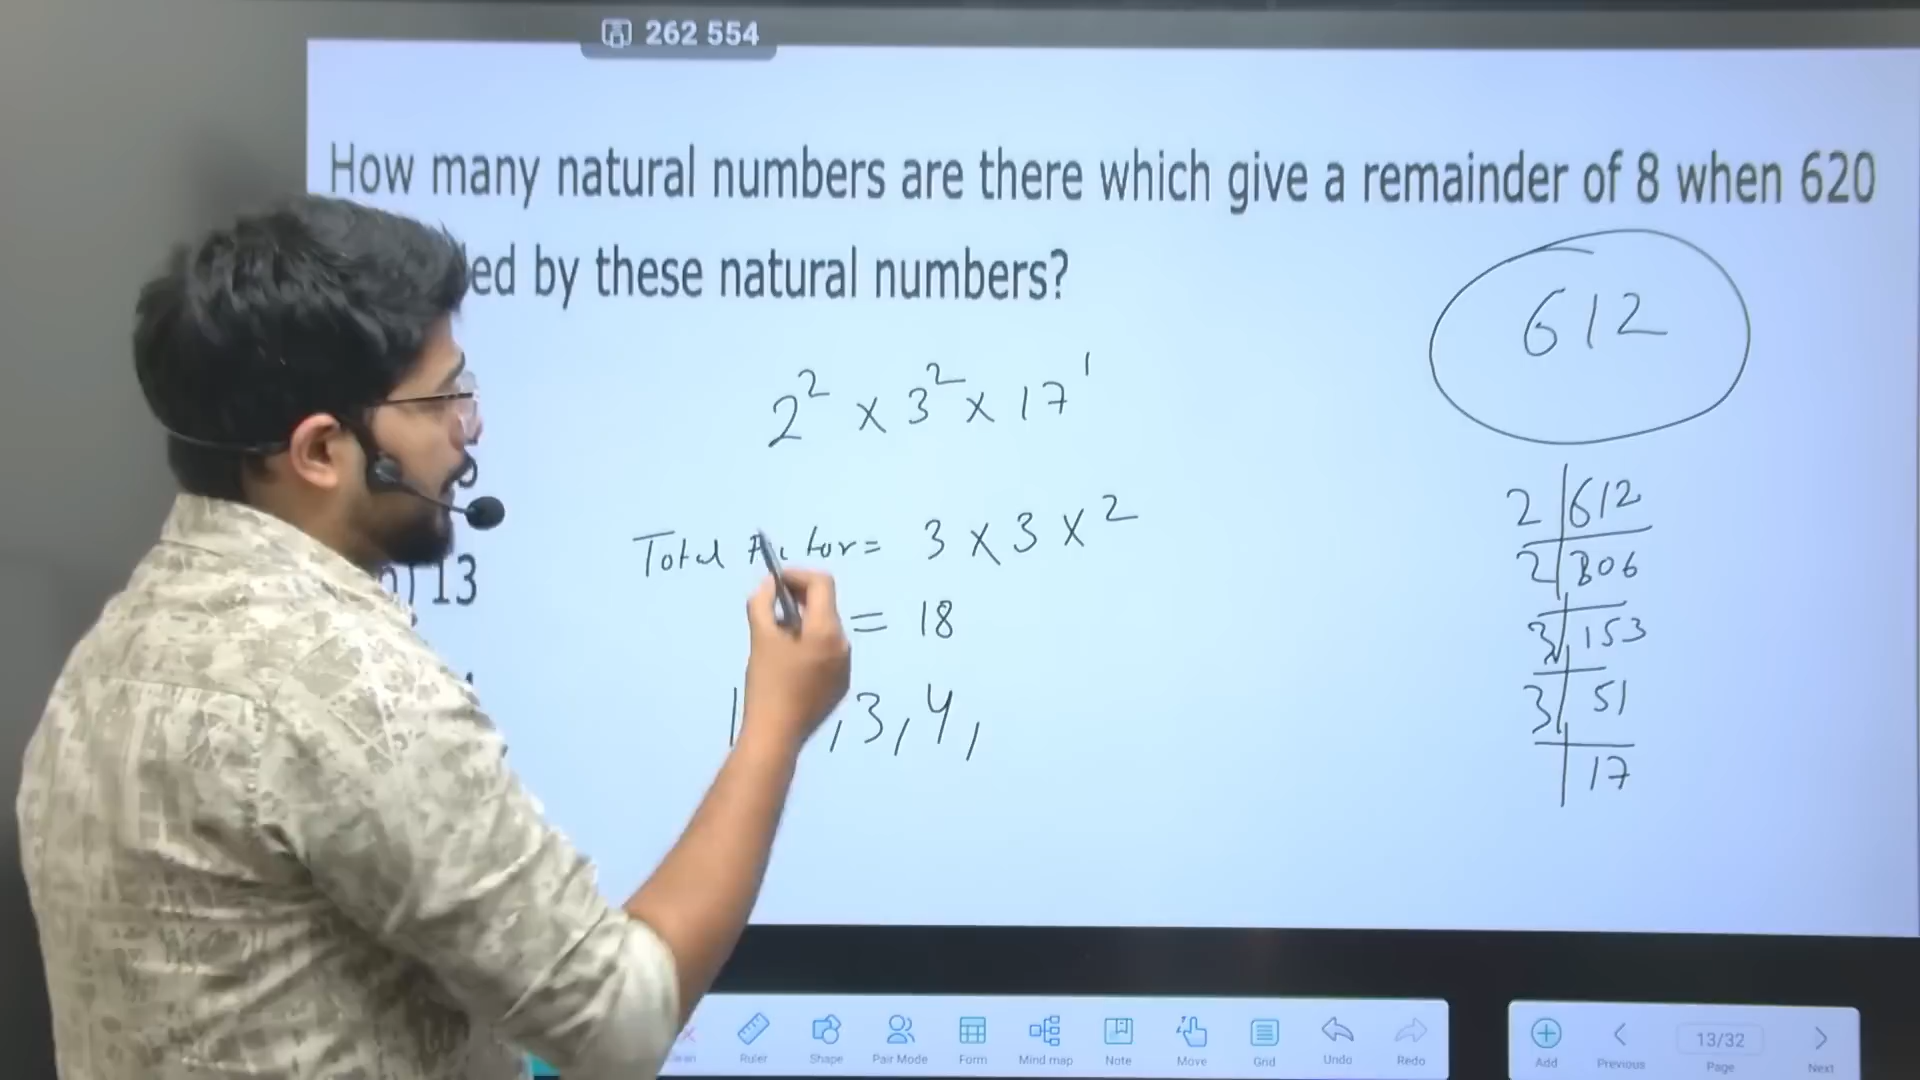 262 554
How many natural numbers are there which give a remainder of 8 when 620
ed by these natural numbers?
612
2² × 3² × 17¹
2 612
2 306
3 153
3 51
17
Total Factor = 3 × 3 × 2
= 18
) 13
1 , 3, 4,
Ruler Shape Pair Mode Form Mind map Note Move Grid Undo Redo
Add Previous 13/32 Page Next